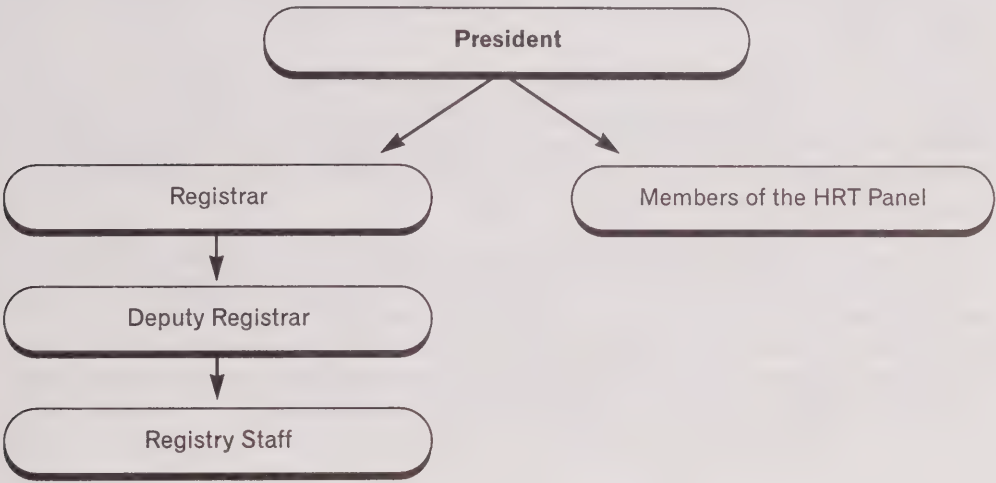 President
Registrar
Members of the HRT Panel
Deputy Registrar
Registry Staff